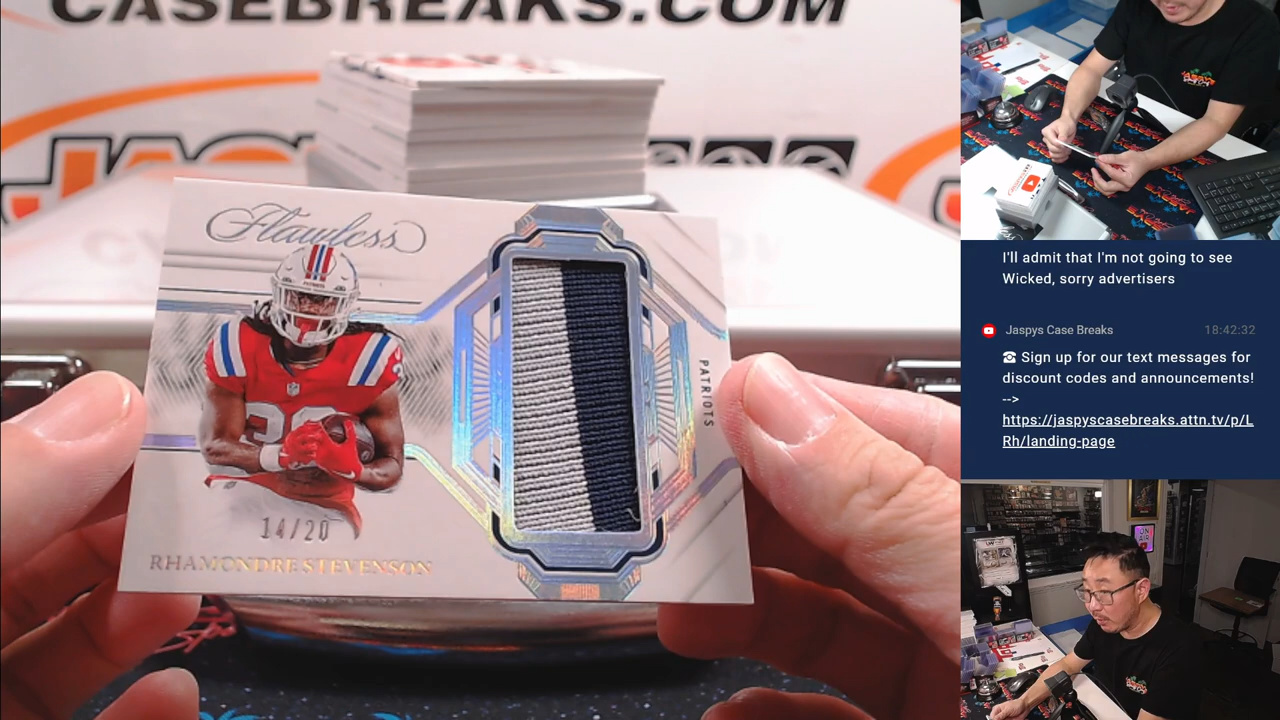 CASEBREAKS.COM
Flawless
PATRIOTS
14/20
RHAMONDRE STEVENSON
I'll admit that I'm not going to see
Wicked, sorry advertisers
Jaspys Case Breaks
18:42:32
☎ Sign up for our text messages for
discount codes and announcements!
-->
https://jaspyscasebreaks.attn.tv/p/L
Rh/landing-page